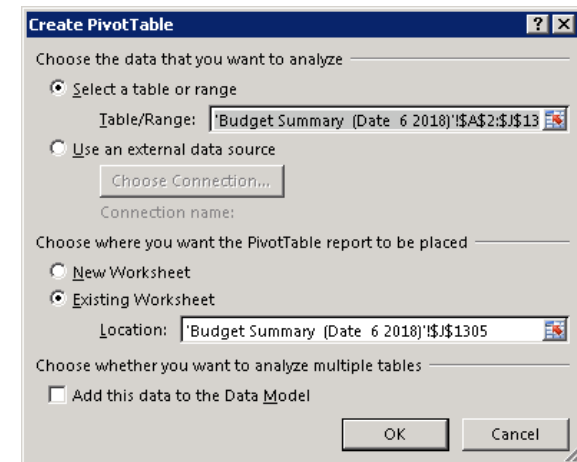 Create PivotTable
Choose the data that you want to analyze
Select a table or range
Table/Range: 'Budget Summary (Date 6 2018)'!$A$2:$J$13
Use an external data source
Choose Connection...
Connection name:
Choose where you want the PivotTable report to be placed
New Worksheet
Existing Worksheet
Location: 'Budget Summary (Date 6 2018)'!$J$1305
Choose whether you want to analyze multiple tables
Add this data to the Data Model
OK Cancel